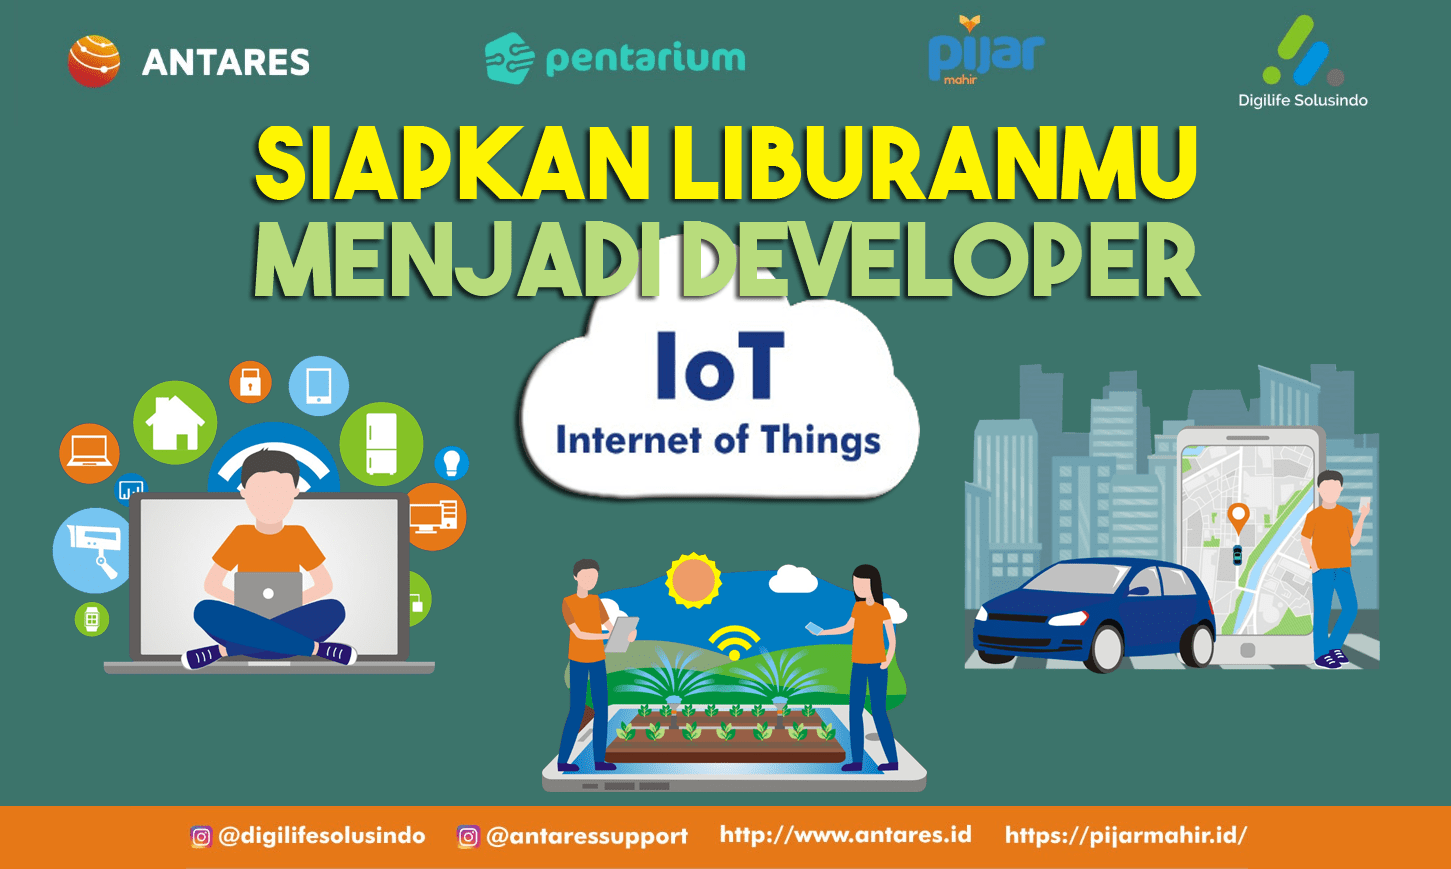 ANTARES
pentarium
pijar
mahir
Digilife Solusindo
SIAPKAN LIBURANMU
MENJADI DEVELOPER
IoT
Internet of Things
@digilifesolusindo
@antaressupport
http://www.antares.id
https://pijarmahir.id/